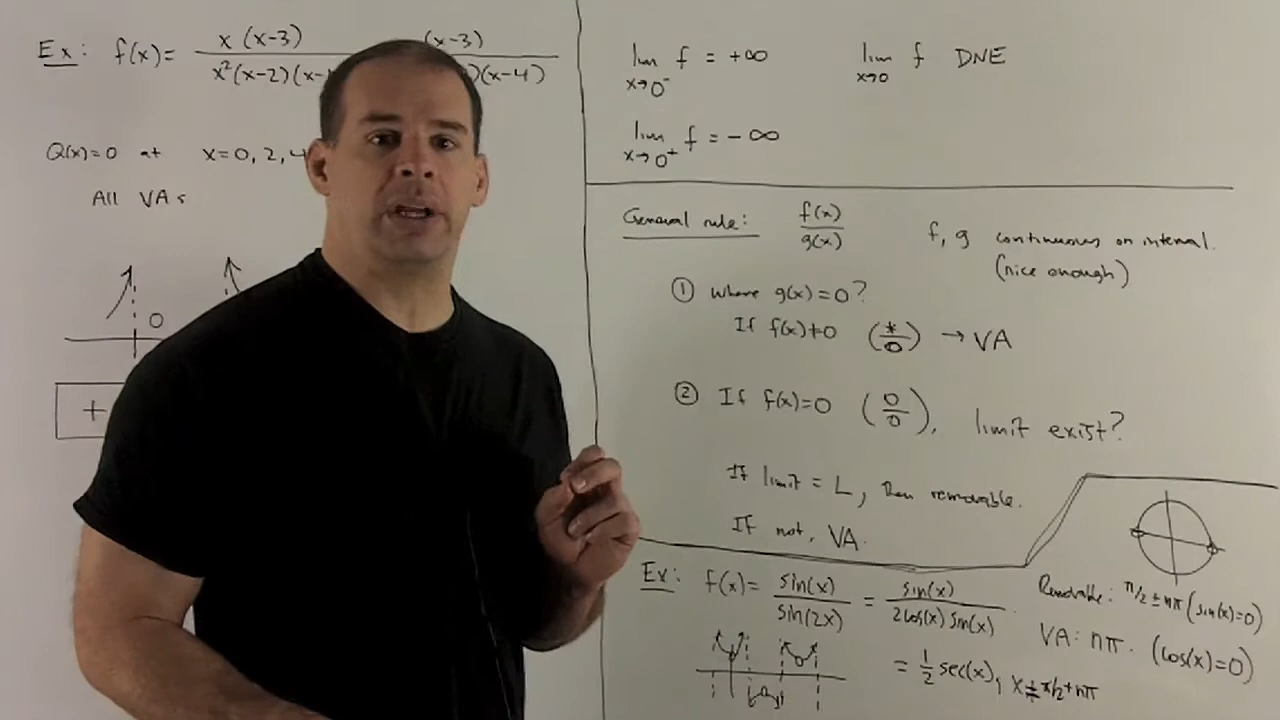 Ex: f(x)= x(x-3) / x²(x-2)(x- (x-3) / )(x-4)
Q(x)=0 at x=0, 2, 4
All VAs
0
+
lim x→0⁻ f = +∞
lim x→0 f DNE
lim x→0⁺ f = -∞
General rule: f(x)/g(x) f, g continuous on interval.
(nice enough)
① Where g(x)=0?
If f(x)≠0 (*/0) → VA
② If f(x)=0 (0/0), limit exist?
If limit = L, then removable.
If not, VA.
Ex: f(x)= sin(x)/sin(2x) = sin(x)/2cos(x)sin(x)
= ½ sec(x), x≠π/2+nπ
Removable: π/2±nπ (sin(x)=0)
VA: nπ. (cos(x)=0)